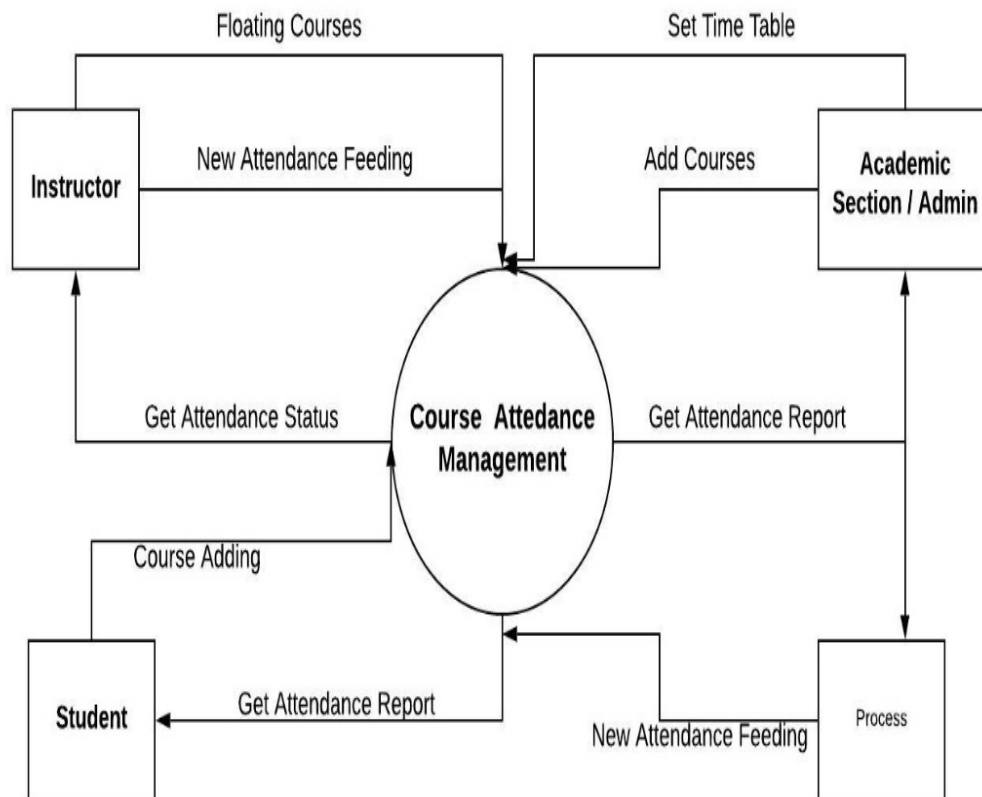 Floating Courses
Set Time Table
New Attendance Feeding
Add Courses
Instructor
Academic
Section / Admin
Get Attendance Status
Course Attedance
Management
Get Attendance Report
Course Adding
Student
Get Attendance Report
New Attendance Feeding
Process